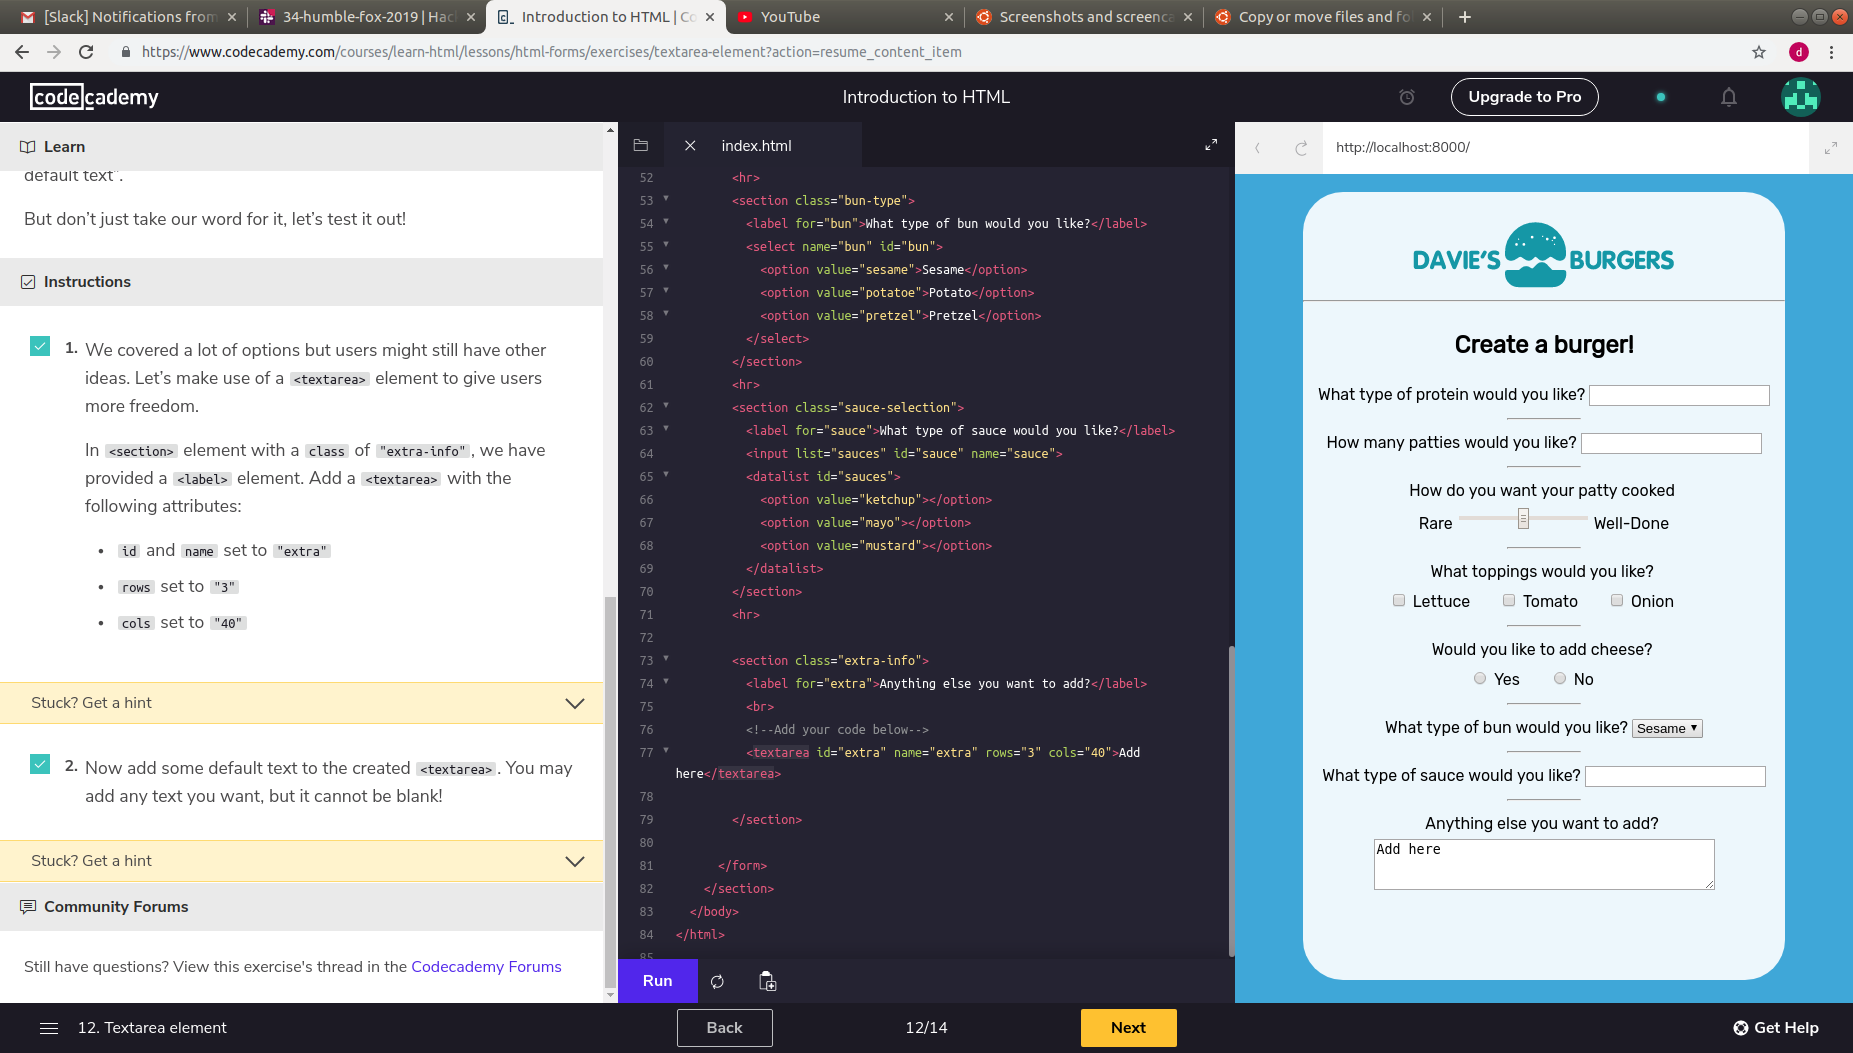 [Slack] Notifications from
34-humble-fox-2019 | Hac
Introduction to HTML | Co
YouTube
Screenshots and screenca
Copy or move files and fol
https://www.codecademy.com/courses/learn-html/lessons/html-forms/exercises/textarea-element?action=resume_content_item
d
codecademy
Introduction to HTML
Upgrade to Pro
Learn
default text".
But don't just take our word for it, let's test it out!
Instructions
1. We covered a lot of options but users might still have other
ideas. Let's make use of a <textarea> element to give users
more freedom.
In <section> element with a class of "extra-info", we have
provided a <label> element. Add a <textarea> with the
following attributes:
• id and name set to "extra"
• rows set to "3"
• cols set to "40"
Stuck? Get a hint
2. Now add some default text to the created <textarea>. You may
add any text you want, but it cannot be blank!
Stuck? Get a hint
Community Forums
Still have questions? View this exercise's thread in the Codecademy Forums
index.html
52 <hr>
53 <section class="bun-type">
54 <label for="bun">What type of bun would you like?</label>
55 <select name="bun" id="bun">
56 <option value="sesame">Sesame</option>
57 <option value="potatoe">Potato</option>
58 <option value="pretzel">Pretzel</option>
59 </select>
60 </section>
61 <hr>
62 <section class="sauce-selection">
63 <label for="sauce">What type of sauce would you like?</label>
64 <input list="sauces" id="sauce" name="sauce">
65 <datalist id="sauces">
66 <option value="ketchup"></option>
67 <option value="mayo"></option>
68 <option value="mustard"></option>
69 </datalist>
70 </section>
71 <hr>
72
73 <section class="extra-info">
74 <label for="extra">Anything else you want to add?</label>
75 <br>
76 <!--Add your code below-->
77 <textarea id="extra" name="extra" rows="3" cols="40">Add
here</textarea>
78
79 </section>
80
81 </form>
82 </section>
83 </body>
84 </html>
85
Run
http://localhost:8000/
DAVIE'S BURGERS
Create a burger!
What type of protein would you like?
How many patties would you like?
How do you want your patty cooked
Rare Well-Done
What toppings would you like?
Lettuce Tomato Onion
Would you like to add cheese?
Yes No
What type of bun would you like? Sesame
What type of sauce would you like?
Anything else you want to add?
Add here
12. Textarea element
Back
12/14
Next
Get Help